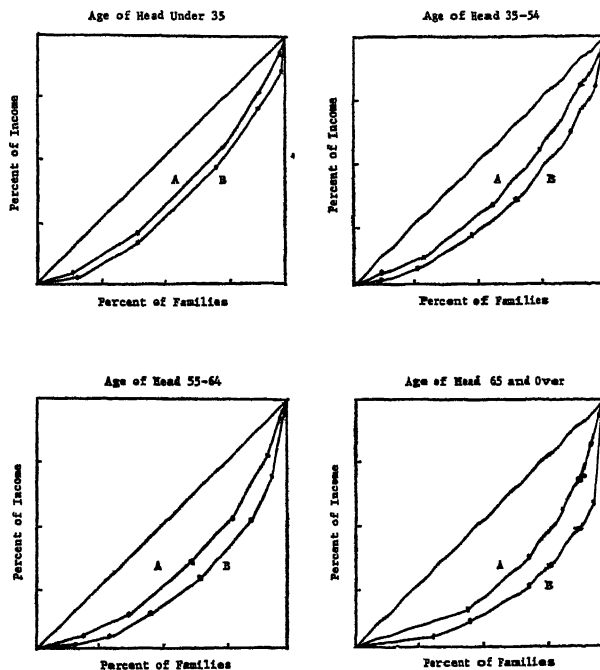 Age of Head Under 35
Percent of Income
A B
Percent of Families
Age of Head 35-54
Percent of Income
A B
Percent of Families
Age of Head 55-64
Percent of Income
A B
Percent of Families
Age of Head 65 and Over
Percent of Income
A
B
Percent of Families